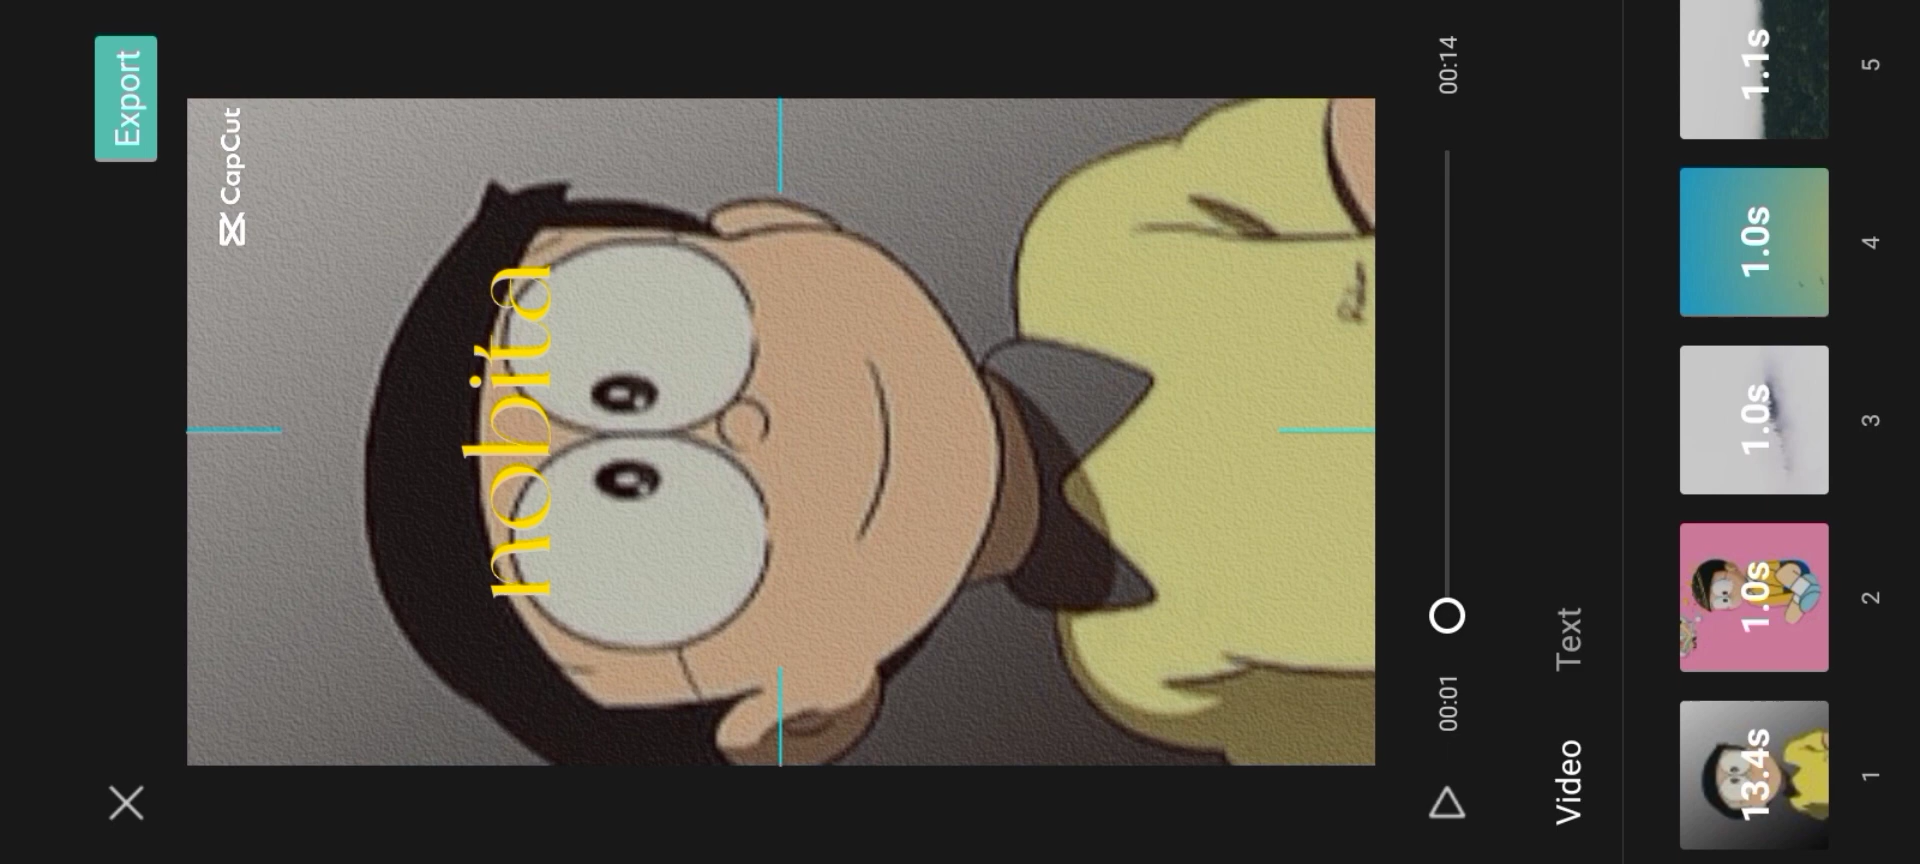 Export
CapCut
nobita
00:01
00:14
Video
Text
13.4s
1.0s
1.0s
1.0s
1.1s
1
2
3
4
5